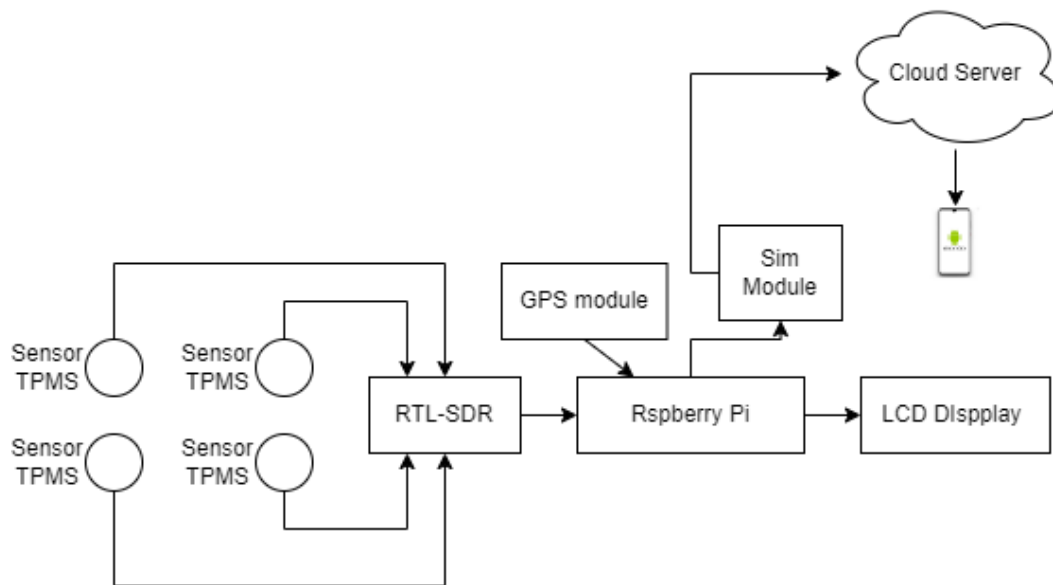 Cloud Server
Sim
Module
GPS module
Sensor
TPMS
Sensor
TPMS
RTL-SDR
Rspberry Pi
LCD DIspplay
Sensor
TPMS
Sensor
TPMS